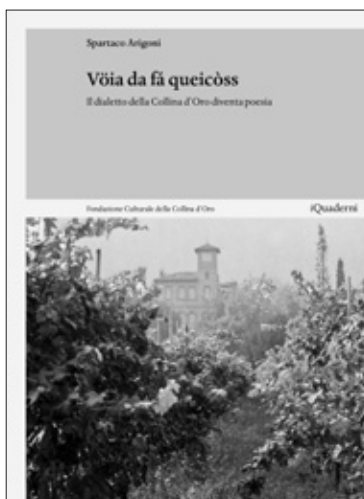 Spartaco Arigoni
Vöia da fá queicòss
Il dialetto della Collina d'Oro diventa poesia
Fondazione Culturale della Collina d'Oro
iQuaderni